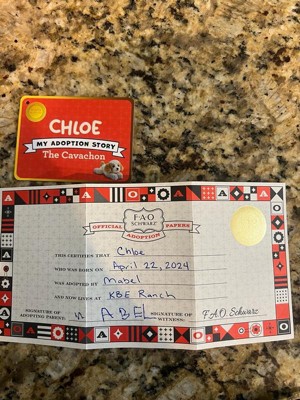 CHLOE
MY ADOPTION STORY
The Cavachon
F·A·O
SCHWARZ
OFFICIAL ADOPTION PAPERS
THIS CERTIFIES THAT Chloe
WHO WAS BORN ON April 22, 2024
WAS ADOPTED BY Mabel
AND NOW LIVES AT KBE Ranch
SIGNATURE OF ADOPTING PARENT: M ABEL SIGNATURE OF WITNESS: F.A.O. Schwarz